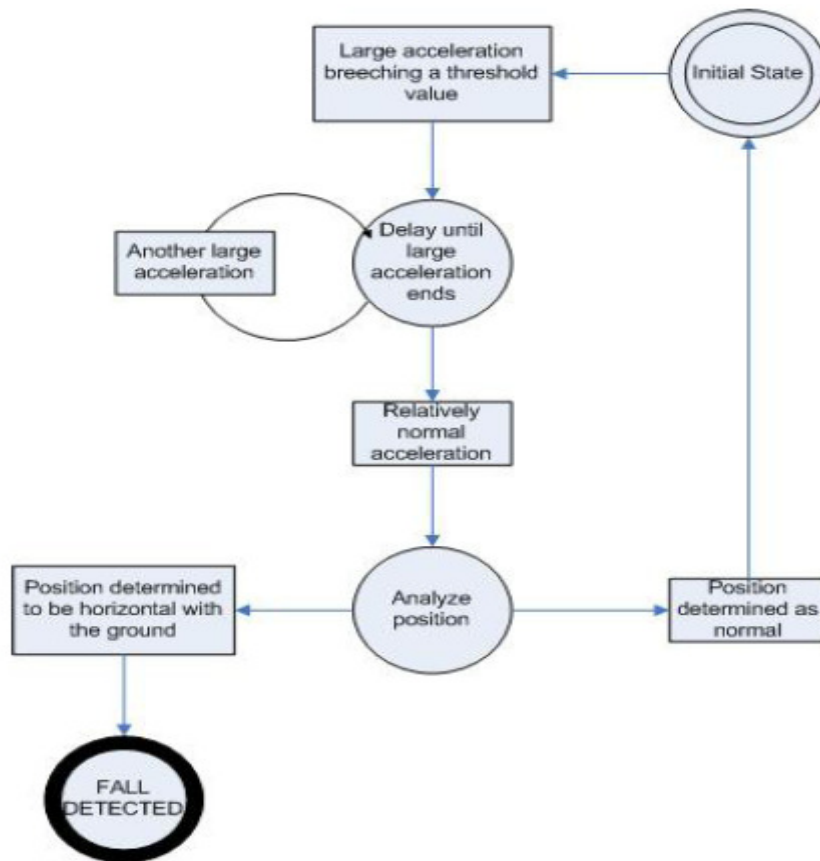 Large acceleration
breeching a threshold
value
Initial State
Another large
acceleration
Delay until
large
acceleration
ends
Relatively
normal
acceleration
Position determined
to be horizontal with
the ground
Analyze
position
Position
determined as
normal
FALL
DETECTED